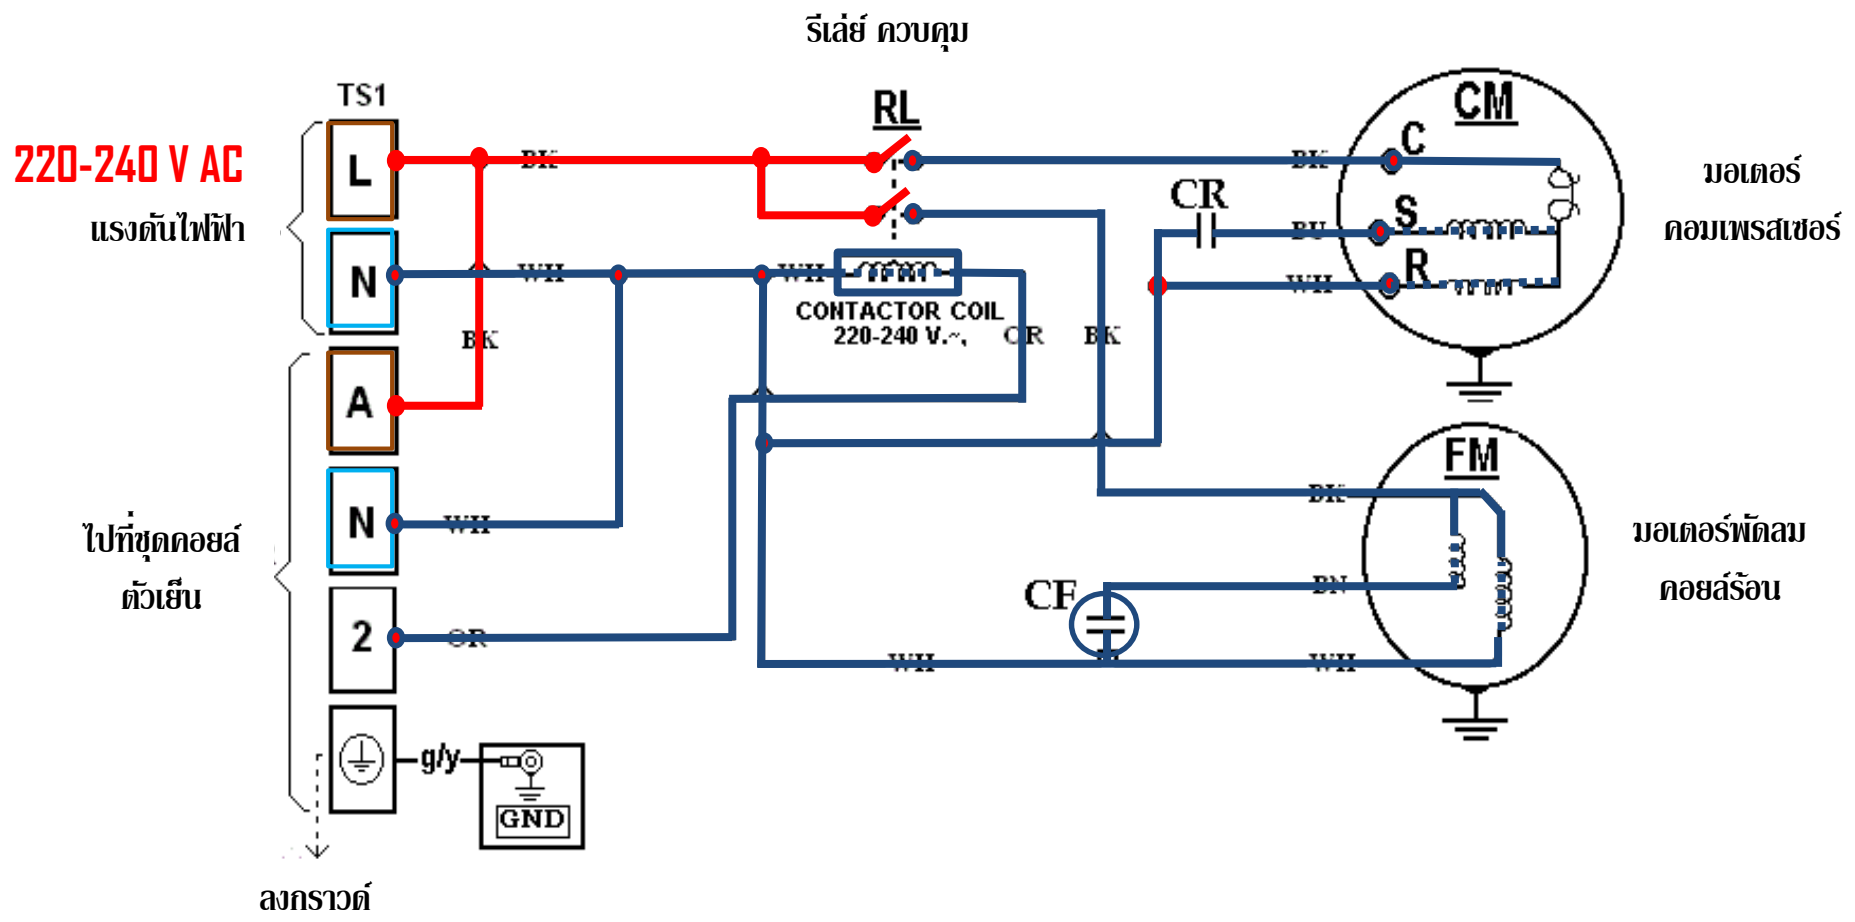 รีเล่ย์ ควบคุม
TS1
RL
CM
220-240 V AC
แรงดันไฟฟ้า
L
BK
BK
C
มอเตอร์
คอมเพรสเซอร์
CR
BU
S
N
WH
WH
WH
R
CONTACTOR COIL
220-240 V.~,
OR
BK
BK
A
FM
ไปที่ชุดคอยล์
ตัวเย็น
N
WH
BK
มอเตอร์พัดลม
คอยล์ร้อน
CF
BN
2
OR
WH
WH
g/y
GND
ลงกราวด์